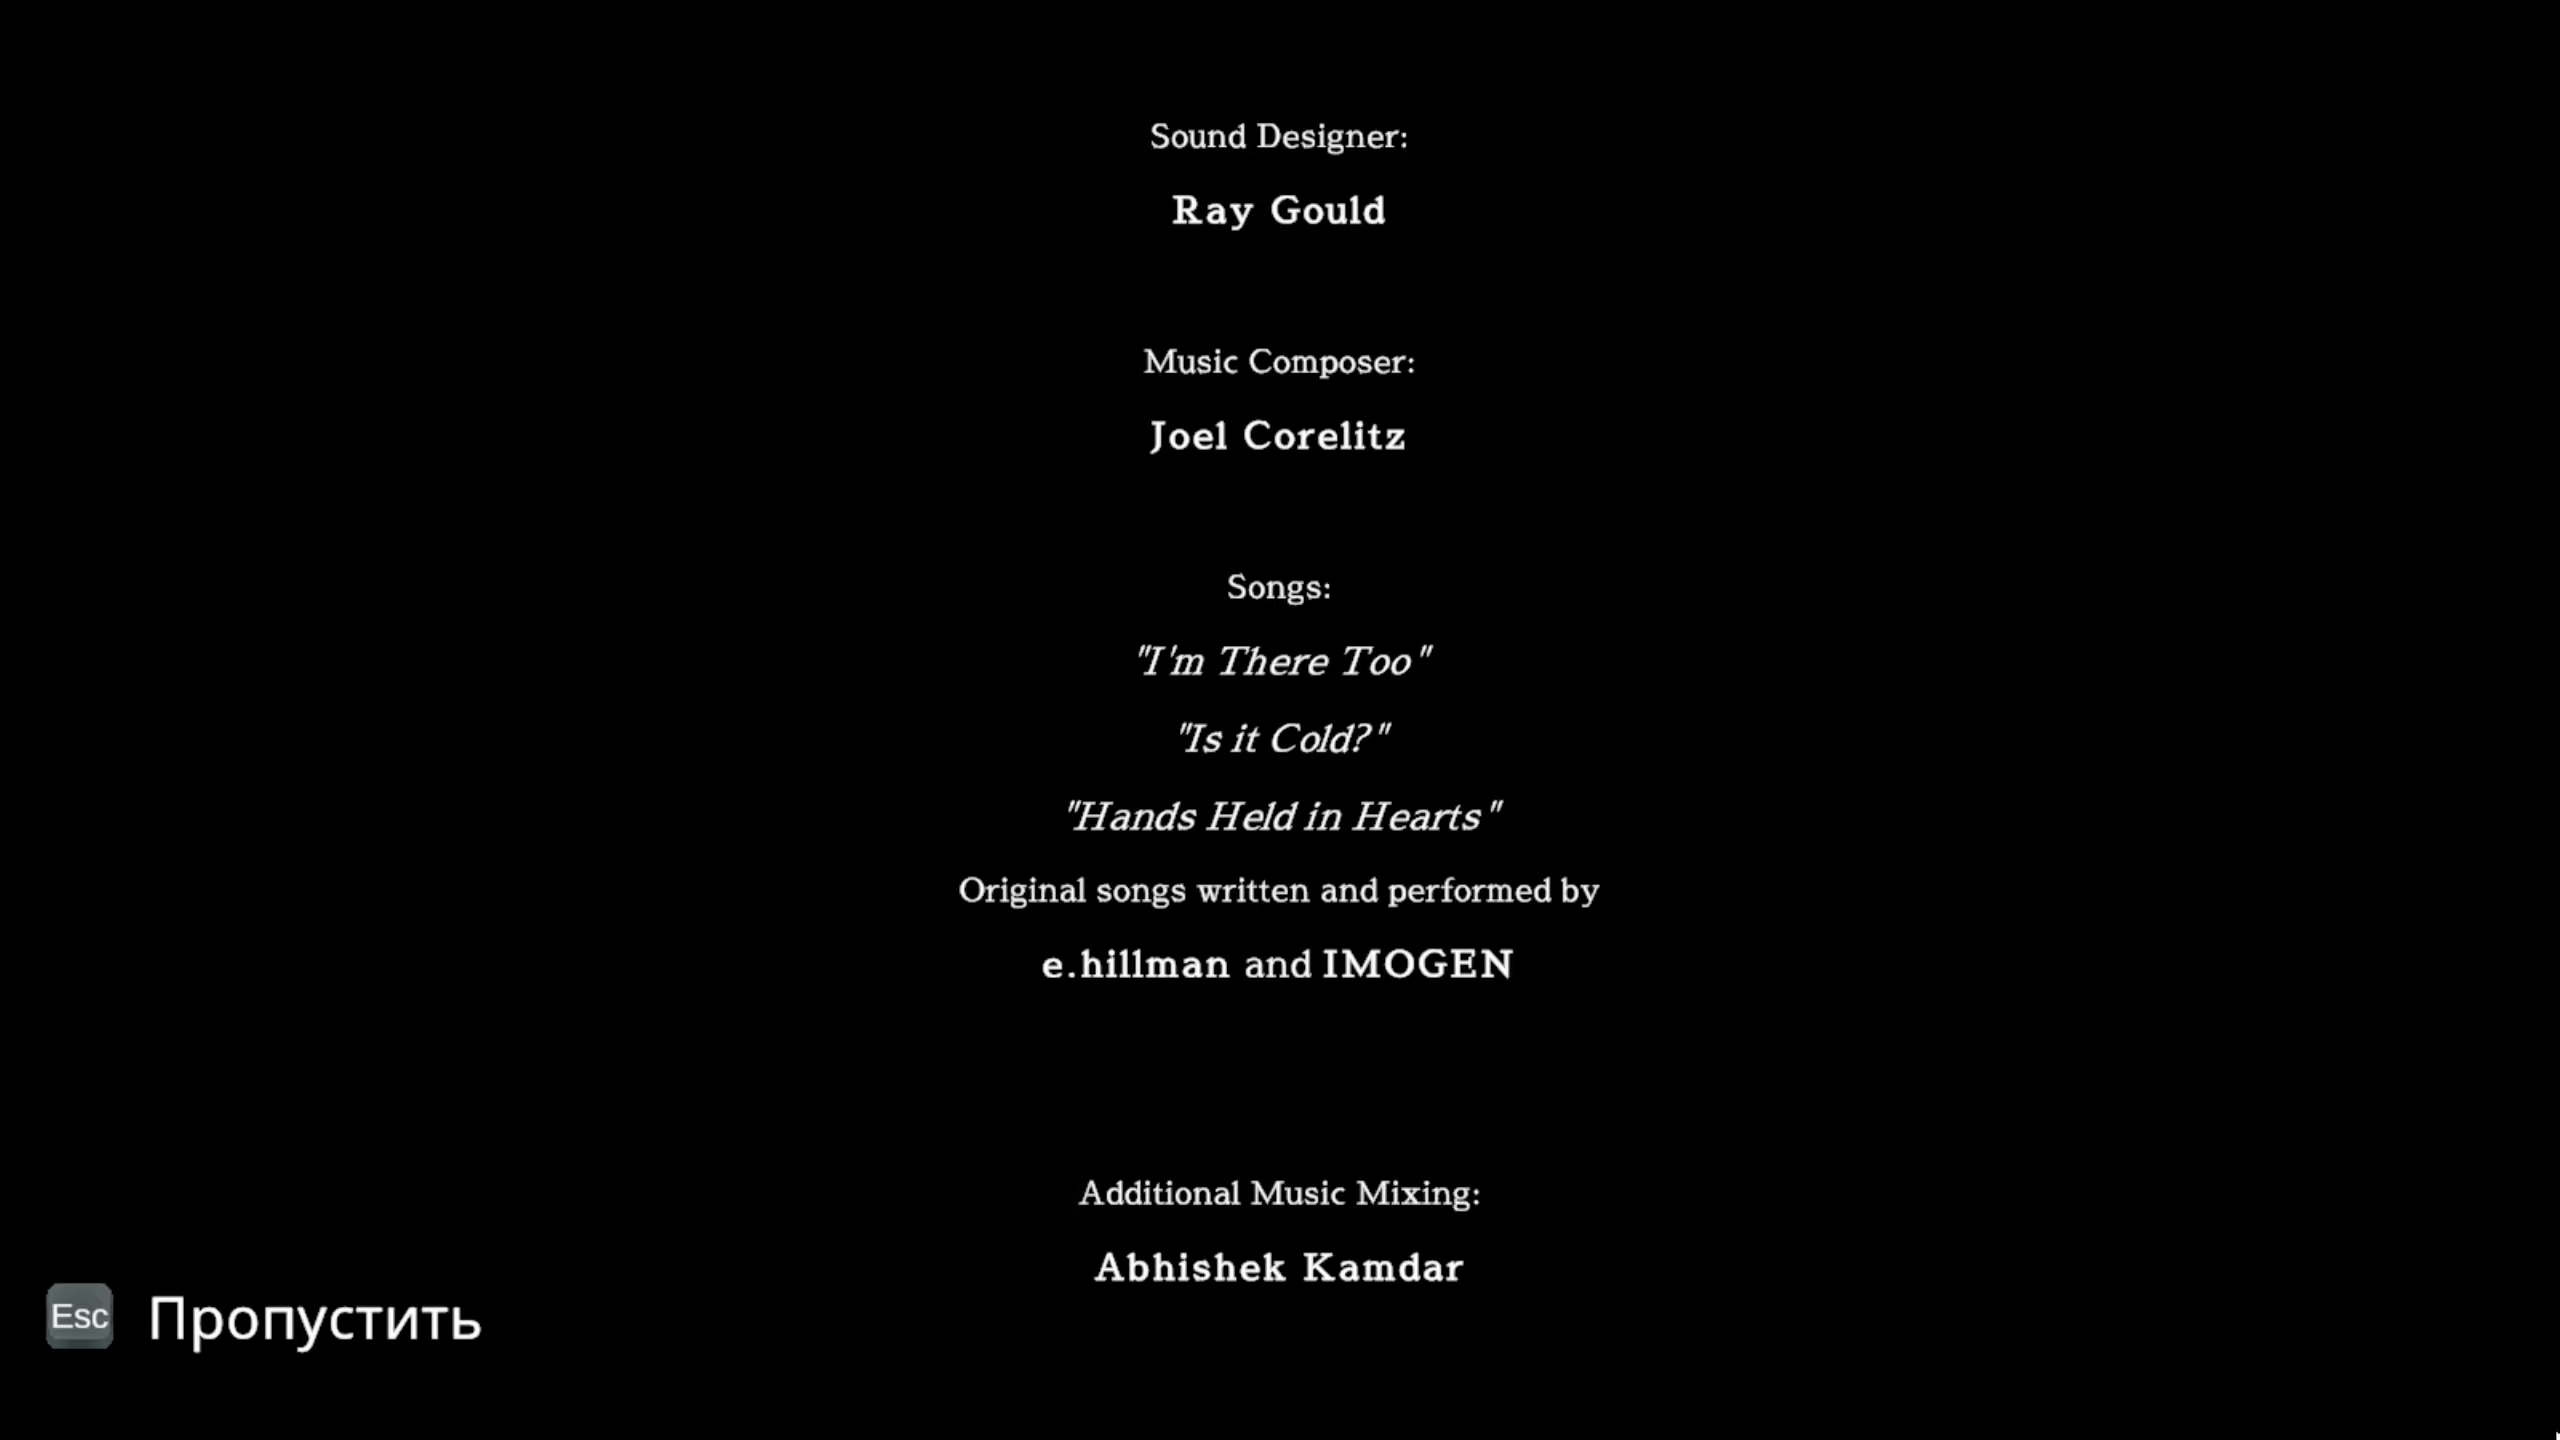 Sound Designer:
Ray Gould
Music Composer:
Joel Corelitz
Songs:
"I'm There Too"
"Is it Cold?"
"Hands Held in Hearts"
Original songs written and performed by
e.hillman and IMOGEN
Additional Music Mixing:
Abhishek Kamdar
Esc Пропустить